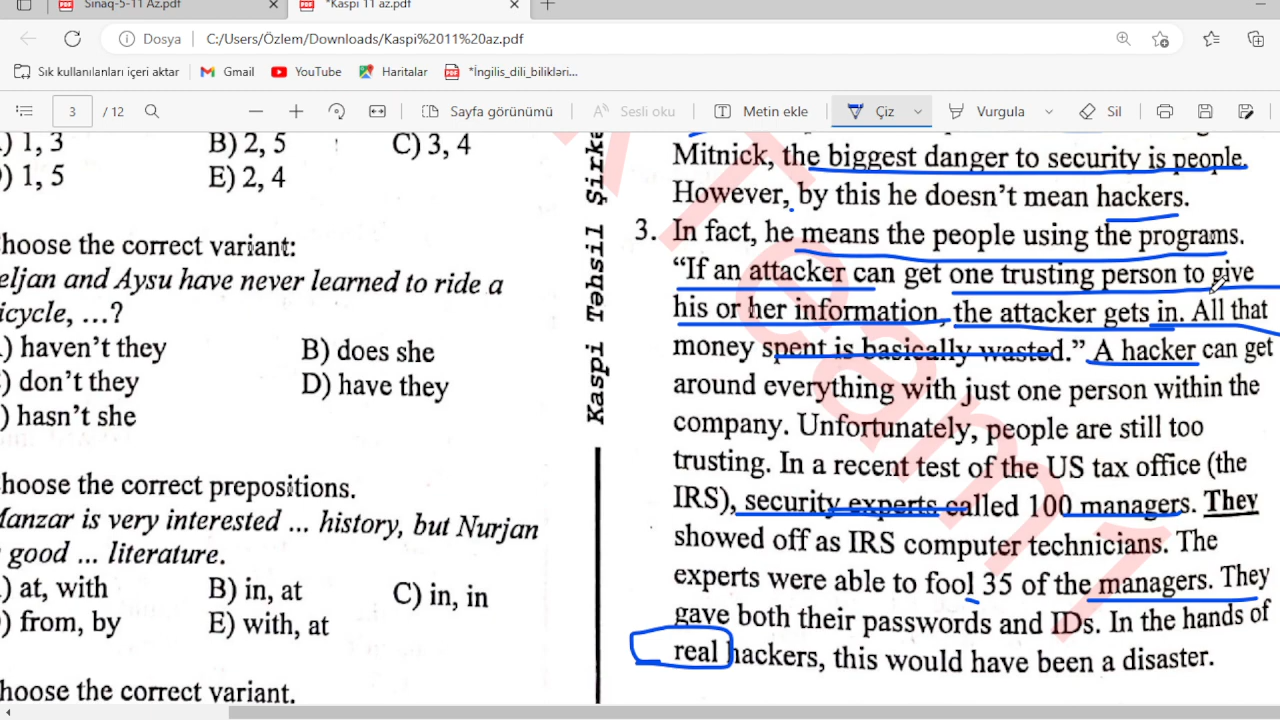 Sınaq-5-11 Az.pdf
*Kaspi 11 az.pdf
Dosya
C:/Users/Özlem/Downloads/Kaspi%2011%20az.pdf
Sık kullanılanları içeri aktar
Gmail
YouTube
Haritalar
*İngilis_dili_bilikləri...
3 / 12
Sayfa görünümü
Sesli oku
Metin ekle
Çiz
Vurgula
Sil
) 1, 3 B) 2, 5 C) 3, 4
) 1, 5 E) 2, 4
hoose the correct variant:
eljan and Aysu have never learned to ride a
icycle, ...?
) haven't they B) does she
) don't they D) have they
) hasn't she
hoose the correct prepositions.
Manzar is very interested ... history, but Nurjan
good ... literature.
) at, with B) in, at C) in, in
) from, by E) with, at
hoose the correct variant.
Kaspi Təhsil Şirkə
Mitnick, the biggest danger to security is people.
However, by this he doesn't mean hackers.
3. In fact, he means the people using the programs.
“If an attacker can get one trusting person to give
his or her information, the attacker gets in. All that
money spent is basically wasted.” A hacker can get
around everything with just one person within the
company. Unfortunately, people are still too
trusting. In a recent test of the US tax office (the
IRS), security experts called 100 managers. They
showed off as IRS computer technicians. The
experts were able to fool 35 of the managers. They
gave both their passwords and IDs. In the hands of
real hackers, this would have been a disaster.